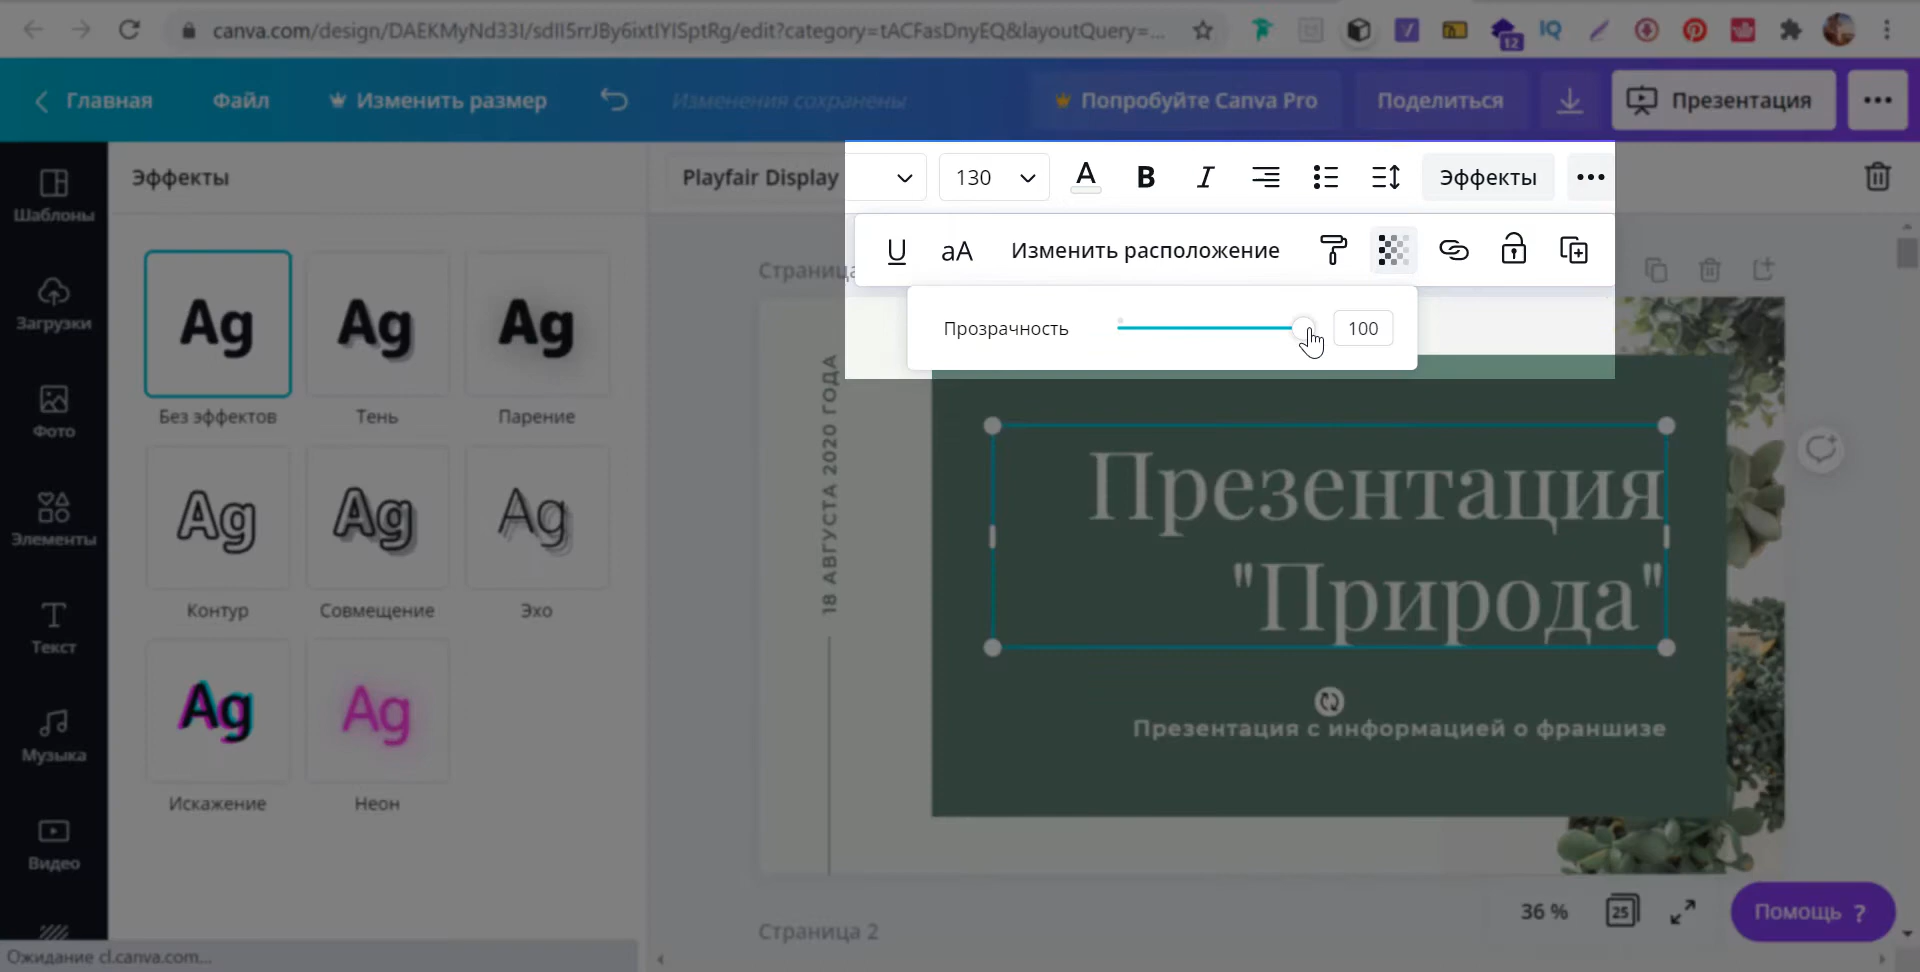 canva.com/design/DAEKMyNd33I/sdII5rrJBy6ixtIYISptRg/edit?category=tACFasDnyEQ&layoutQuery=...
12
IQ
Главная
Файл
Изменить размер
Изменения сохранены
Попробуйте Canva Pro
Поделиться
Презентация
Эффекты
Playfair Display
130
A
B
I
Эффекты
U
aA
Изменить расположение
Прозрачность
100
Шаблоны
Загрузки
Фото
Элементы
Текст
Музыка
Видео
Ag
Ag
Ag
Без эффектов
Тень
Парение
Ag
Ag
Ag
Контур
Совмещение
Эхо
Ag
Ag
Искажение
Неон
Страница
18 АВГУСТА 2020 ГОДА
Презентация
"Природа"
Презентация с информацией о франшизе
Страница 2
36 %
25
Помощь ?
Ожидание cl.canva.com...